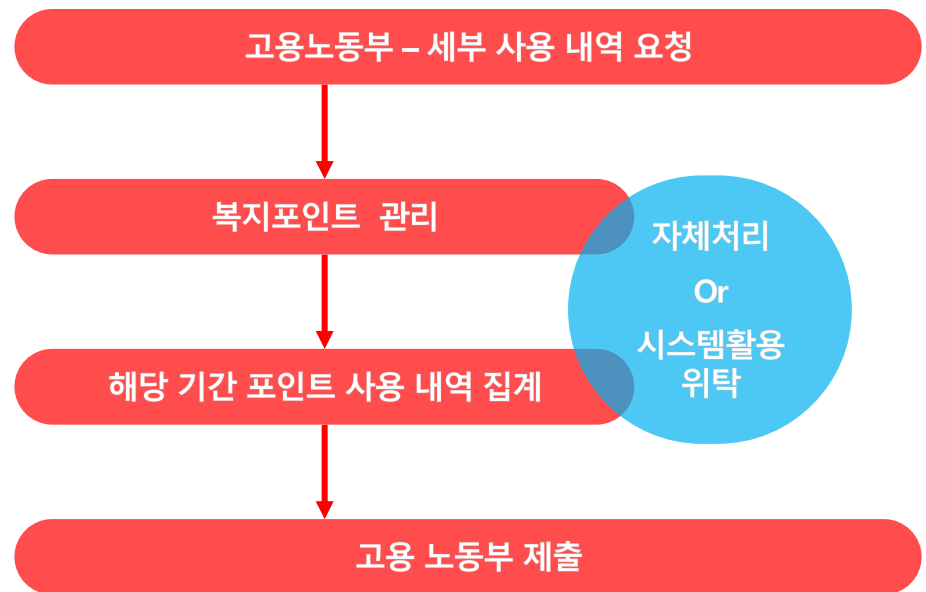 고용노동부 – 세부 사용 내역 요청
복지포인트  관리
자체처리
Or
시스템활용
위탁
해당 기간 포인트 사용 내역 집계
고용 노동부 제출